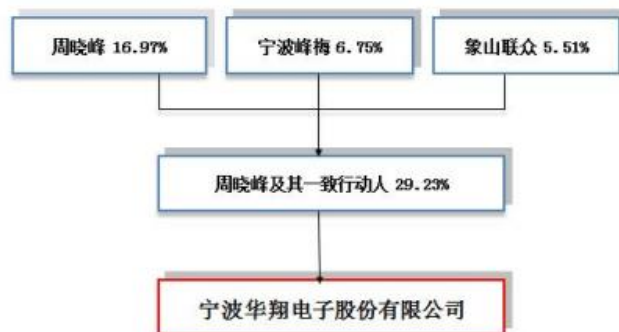 周晓峰 16.97%
宁波峰梅 6.75%
象山联众 5.51%
周晓峰及其一致行动人 29.23%
宁波华翔电子股份有限公司